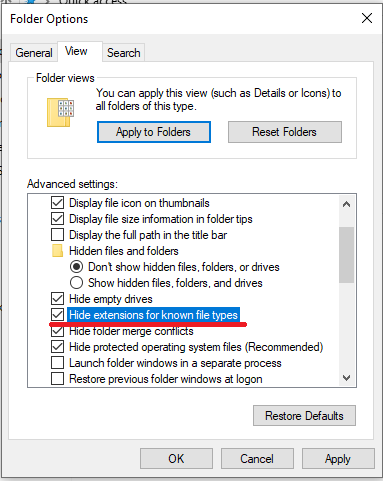 Quick access
Folder Options
General View Search
Folder views
You can apply this view (such as Details or Icons) to
all folders of this type.
Apply to Folders Reset Folders
Advanced settings:
Display file icon on thumbnails
Display file size information in folder tips
Display the full path in the title bar
Hidden files and folders
Don't show hidden files, folders, or drives
Show hidden files, folders, and drives
Hide empty drives
Hide extensions for known file types
Hide folder merge conflicts
Hide protected operating system files (Recommended)
Launch folder windows in a separate process
Restore previous folder windows at logon
Restore Defaults
OK Cancel Apply